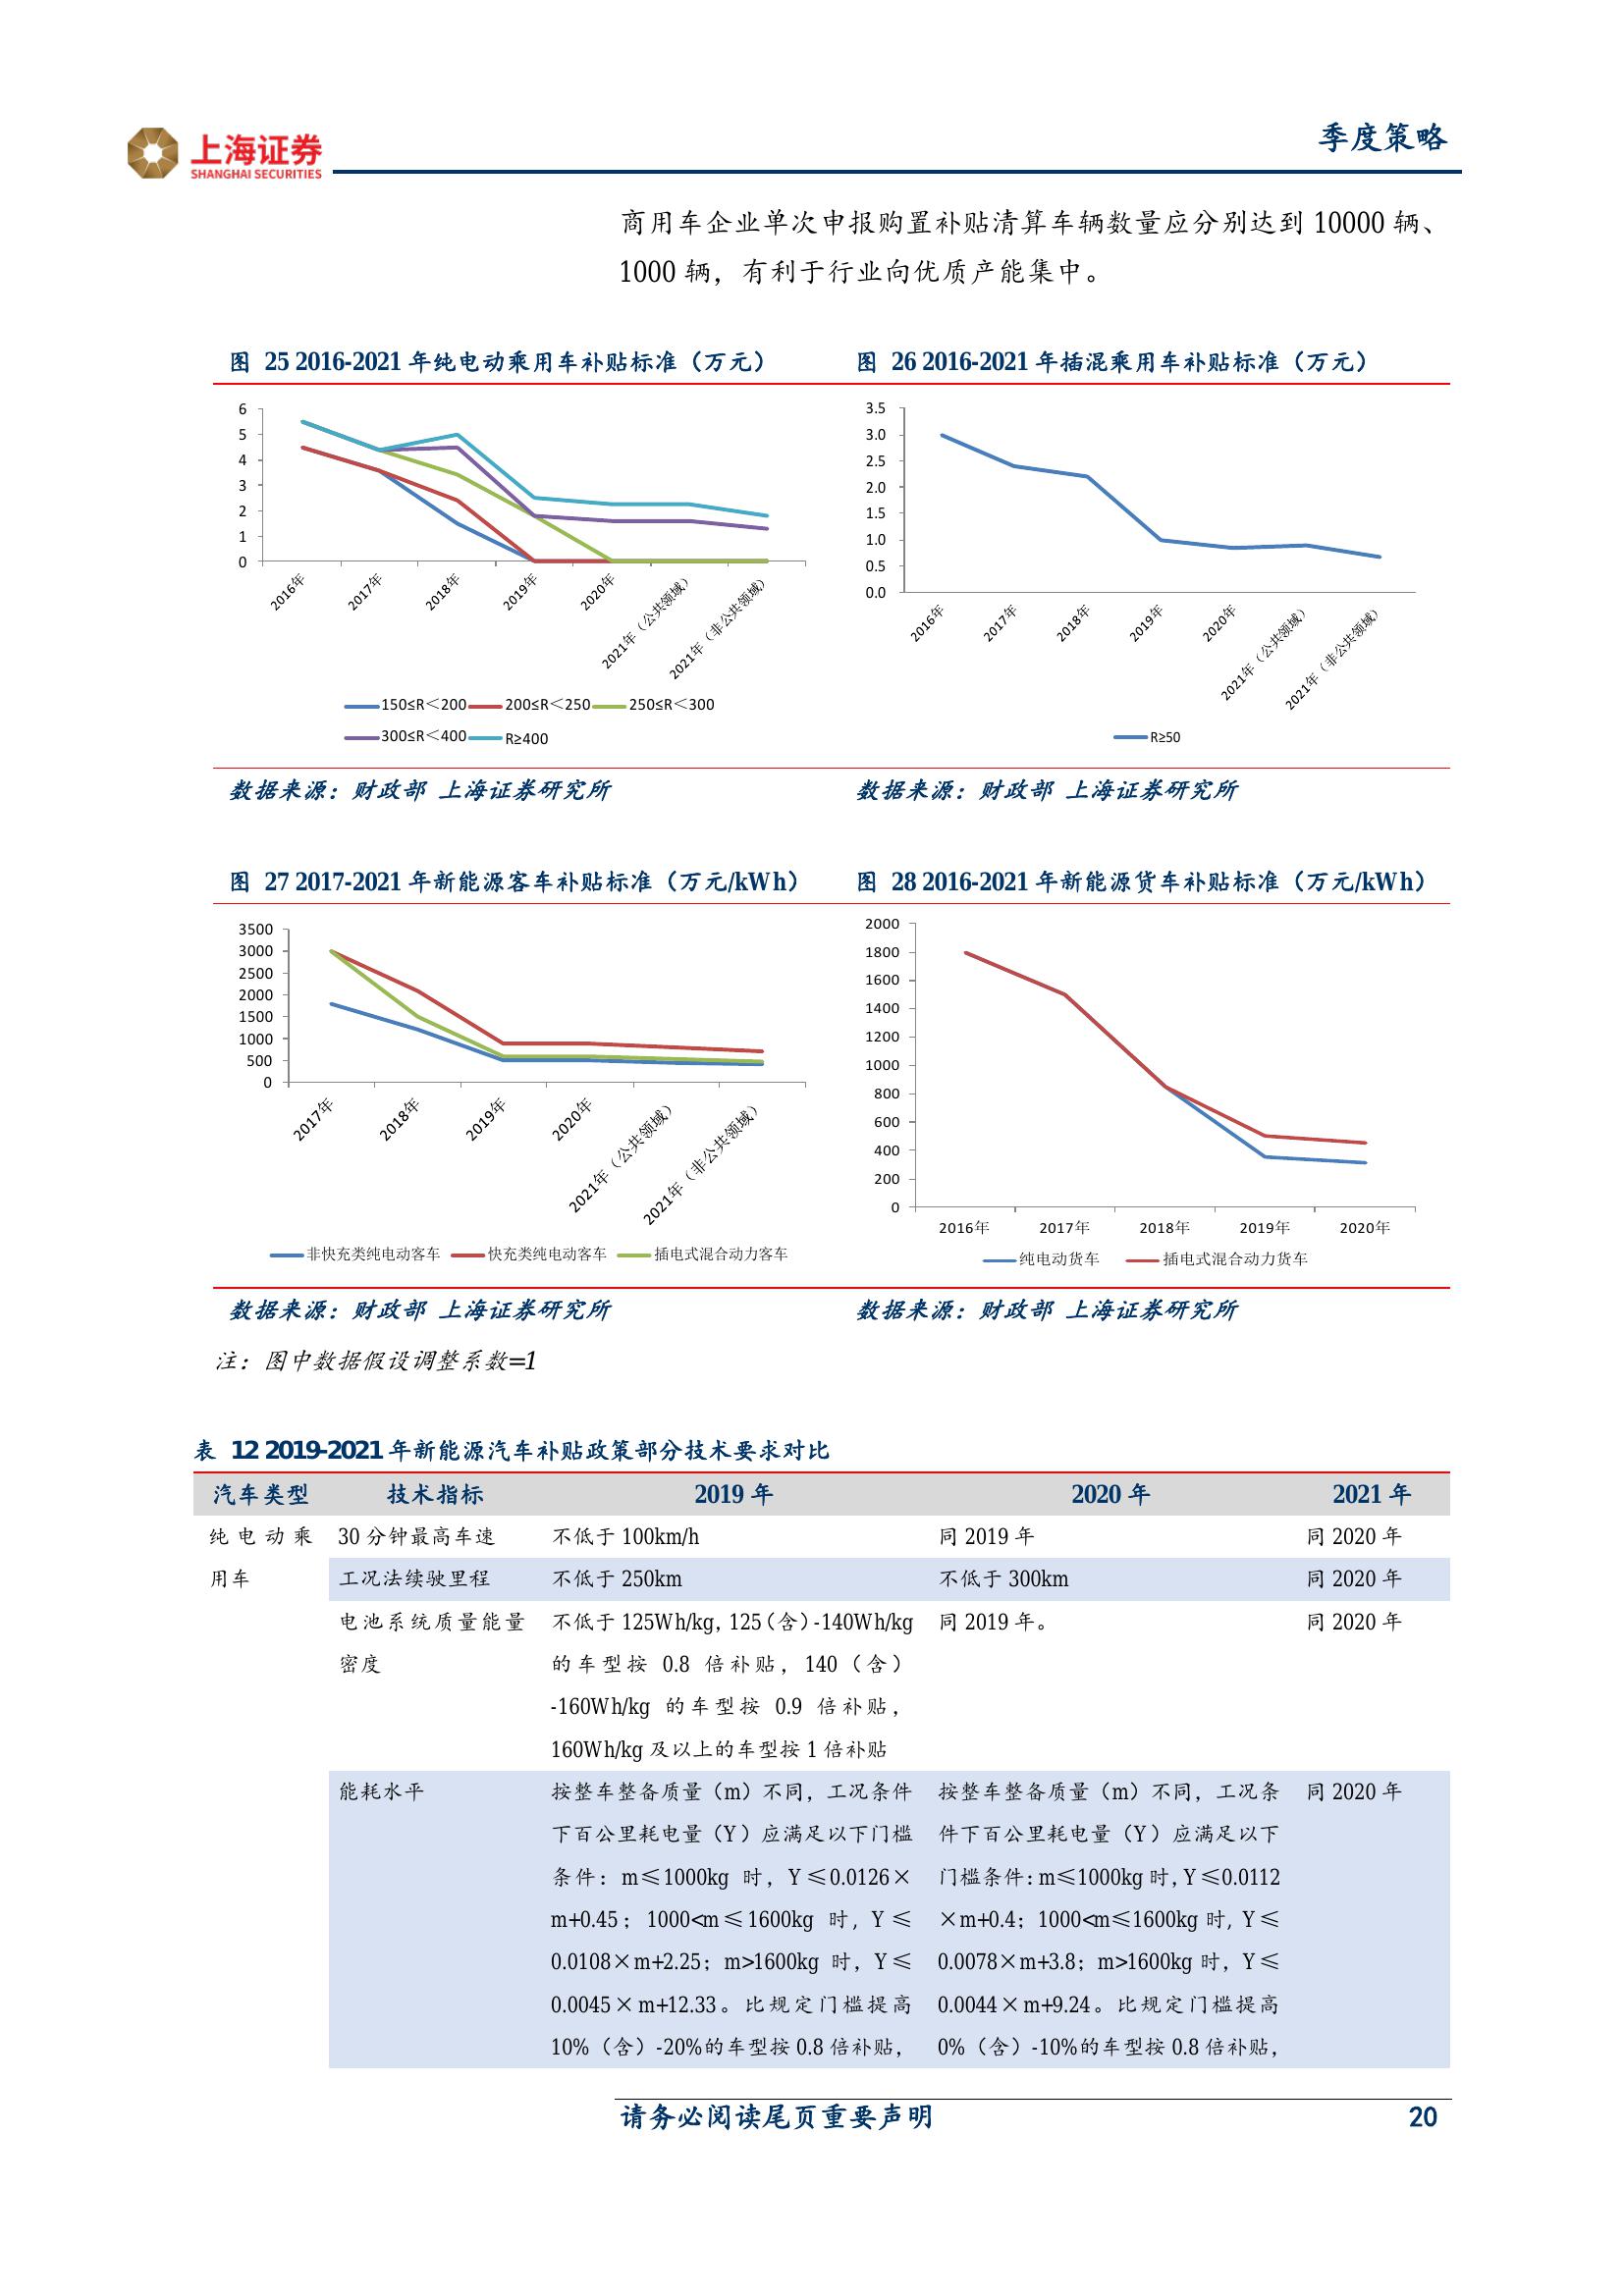 上海证券
SHANGHAI SECURITIES
季度策略
商用车企业单次申报购置补贴清算车辆数量应分别达到 10000 辆、
1000 辆，有利于行业向优质产能集中。
图 25 2016-2021 年纯电动乘用车补贴标准（万元）
6
5
4
3
2
1
0
2016年
2017年
2018年
2019年
2020年
2021年（公共领域）
2021年（非公共领域）
150≤R＜200
200≤R＜250
250≤R＜300
300≤R＜400
R≥400
图 26 2016-2021 年插混乘用车补贴标准（万元）
3.5
3.0
2.5
2.0
1.5
1.0
0.5
0.0
2016年
2017年
2018年
2019年
2020年
2021年（公共领域）
2021年（非公共领域）
R≥50
数据来源：财政部 上海证券研究所
数据来源：财政部 上海证券研究所
图 27 2017-2021 年新能源客车补贴标准（万元/kWh）
3500
3000
2500
2000
1500
1000
500
0
2017年
2018年
2019年
2020年
2021年（公共领域）
2021年（非公共领域）
非快充类纯电动客车
快充类纯电动客车
插电式混合动力客车
图 28 2016-2021 年新能源货车补贴标准（万元/kWh）
2000
1800
1600
1400
1200
1000
800
600
400
200
0
2016年
2017年
2018年
2019年
2020年
纯电动货车
插电式混合动力货车
数据来源：财政部 上海证券研究所
数据来源：财政部 上海证券研究所
注：图中数据假设调整系数=1
表 12 2019-2021 年新能源汽车补贴政策部分技术要求对比
汽车类型 技术指标 2019 年 2020 年 2021 年
纯电动乘 30 分钟最高车速 不低于 100km/h 同 2019 年 同 2020 年
用车 工况法续驶里程 不低于 250km 不低于 300km 同 2020 年
电池系统质量能量 不低于 125Wh/kg，125（含）-140Wh/kg 同 2019 年。 同 2020 年
密度 的车型按 0.8 倍补贴，140（含）
-160Wh/kg 的车型按 0.9 倍补贴，
160Wh/kg 及以上的车型按 1 倍补贴
能耗水平 按整车整备质量（m）不同，工况条件 按整车整备质量（m）不同，工况条 同 2020 年
下百公里耗电量（Y）应满足以下门槛 件下百公里耗电量（Y）应满足以下
条件：m≤1000kg 时，Y≤0.0126× 门槛条件：m≤1000kg 时，Y≤0.0112
m+0.45；1000<m≤1600kg 时，Y≤ ×m+0.4；1000<m≤1600kg 时，Y≤
0.0108×m+2.25；m>1600kg 时，Y≤ 0.0078×m+3.8；m>1600kg 时，Y≤
0.0045×m+12.33。比规定门槛提高 0.0044×m+9.24。比规定门槛提高
10%（含）-20%的车型按 0.8 倍补贴， 0%（含）-10%的车型按 0.8 倍补贴，
请务必阅读尾页重要声明 20